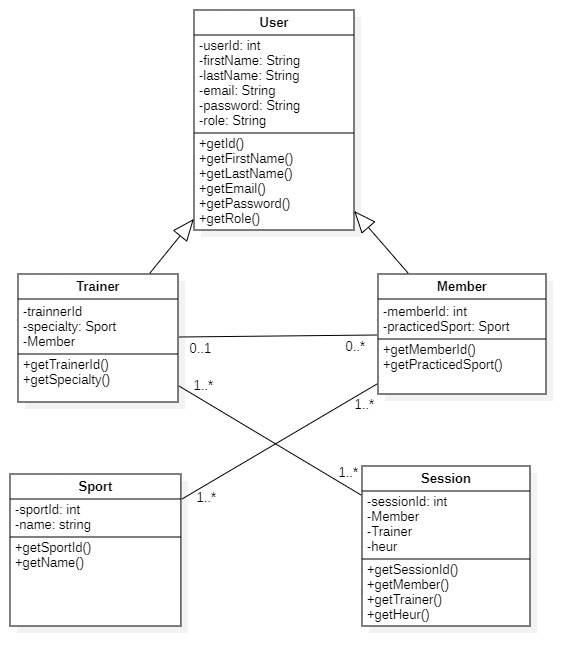 User
-userId: int
-firstName: String
-lastName: String
-email: String
-password: String
-role: String
+getId()
+getFirstName()
+getLastName()
+getEmail()
+getPassword()
+getRole()
Trainer
-trainnerId
-specialty: Sport
-Member
+getTrainerId()
+getSpecialty()
Member
-memberId: int
-practicedSport: Sport
+getMemberId()
+getPracticedSport()
0..1
0..*
1..*
1..*
1..*
1..*
Sport
-sportId: int
-name: string
+getSportId()
+getName()
Session
-sessionId: int
-Member
-Trainer
-heur
+getSessionId()
+getMember()
+getTrainer()
+getHeur()